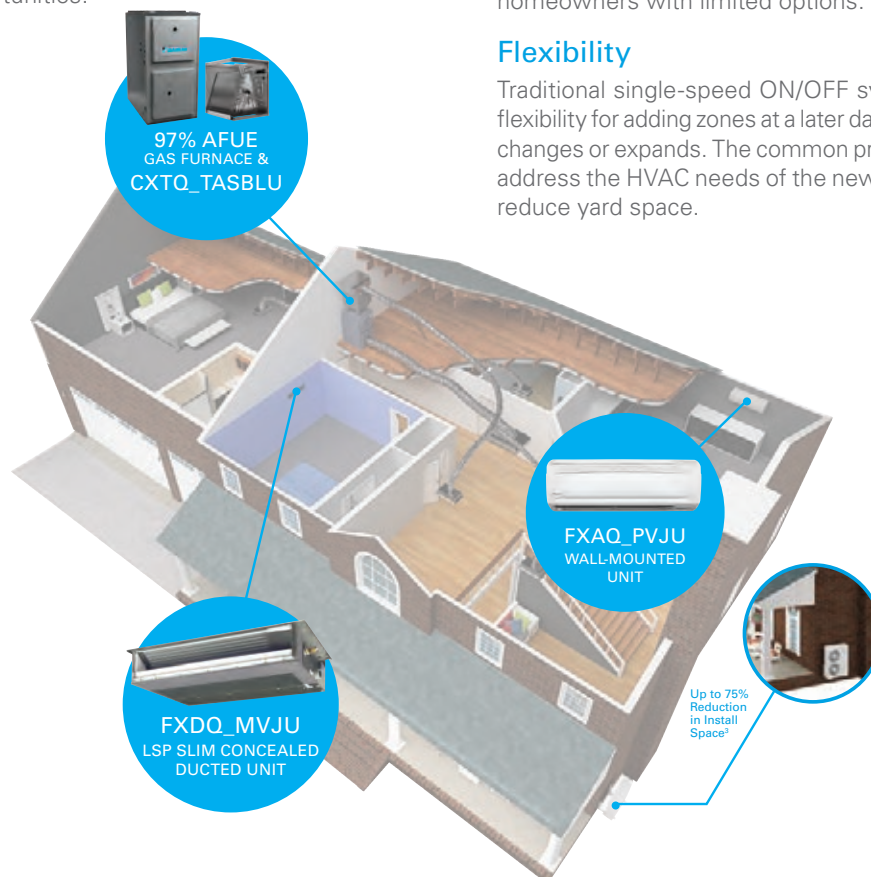 tunities.
homeowners with limited options.
Flexibility
Traditional single-speed ON/OFF sy
flexibility for adding zones at a later da
changes or expands. The common pr
address the HVAC needs of the new
reduce yard space.
97% AFUE
GAS FURNACE &
CXTQ_TASBLU
FXAQ_PVJU
WALL-MOUNTED
UNIT
FXDQ_MVJU
LSP SLIM CONCEALED
DUCTED UNIT
Up to 75%
Reduction
in Install
Space³